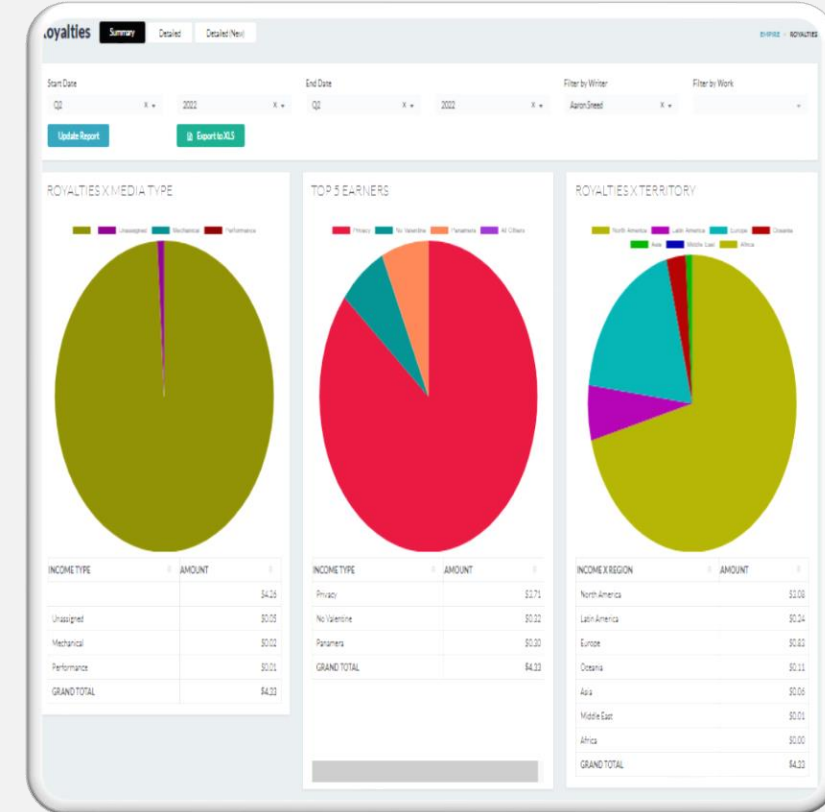 oyalties Summary Detailed Detailed (New) EMPIRE ROYALTIES
Start Date End Date Filter by Writer Filter by Work
Q2 X 2022 X Q2 X 2022 X Aaron Sneed X
Update Report Export to XLS
ROYALTIES X MEDIA TYPE
Unassigned Mechanical Performance
INCOME TYPE AMOUNT
$4.26
Unassigned $0.05
Mechanical $0.02
Performance $0.01
GRAND TOTAL $4.33
TOP 5 EARNERS
Privacy No Valentine Panamera All Others
INCOME TYPE AMOUNT
Privacy $3.71
No Valentine $0.32
Panamera $0.30
GRAND TOTAL $4.33
ROYALTIES X TERRITORY
North America Latin America Europe Oceania
Asia Middle East Africa
INCOME X REGION AMOUNT
North America $3.08
Latin America $0.24
Europe $0.83
Oceania $0.11
Asia $0.06
Middle East $0.01
Africa $0.00
GRAND TOTAL $4.33